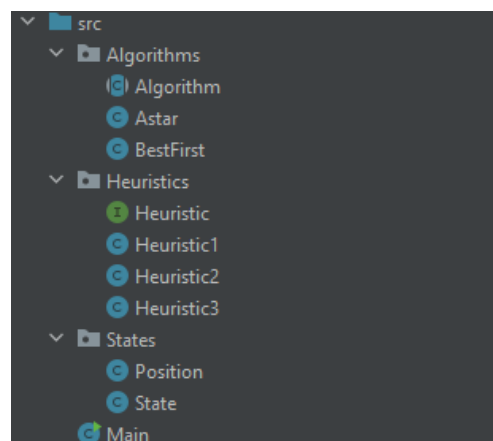 src
Algorithms
Algorithm
Astar
BestFirst
Heuristics
Heuristic
Heuristic1
Heuristic2
Heuristic3
States
Position
State
Main